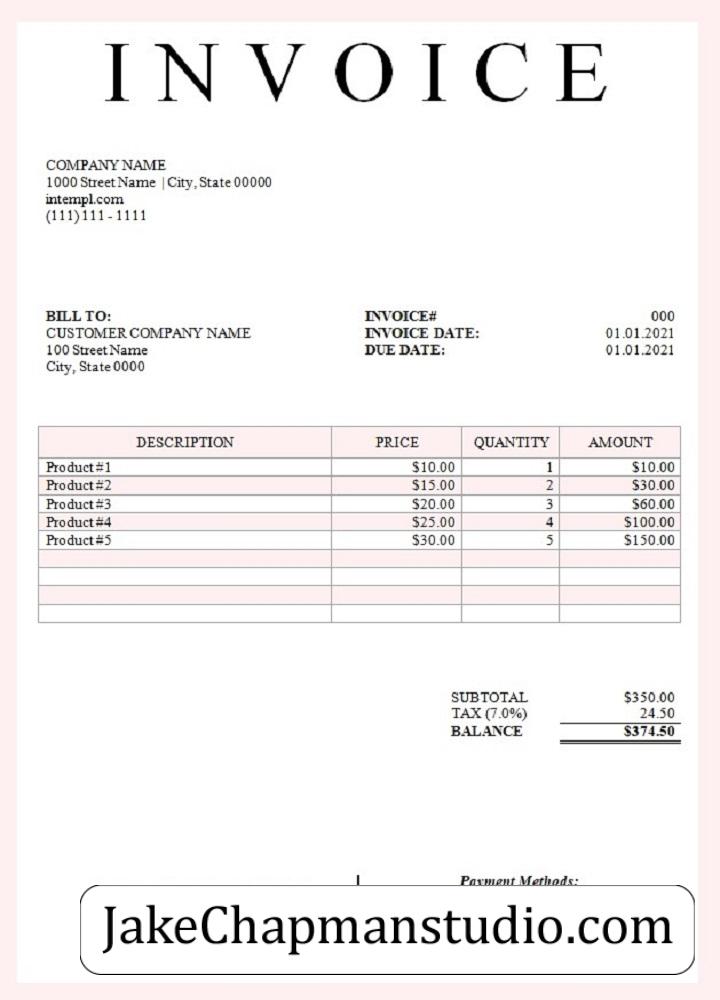 INVOICE
COMPANY NAME
1000 Street Name | City, State 00000
intempl.com
(111) 111 - 1111
BILL TO:
CUSTOMER COMPANY NAME
100 Street Name
City, State 0000
INVOICE# 000
INVOICE DATE: 01.01.2021
DUE DATE: 01.01.2021
DESCRIPTION PRICE QUANTITY AMOUNT
Product #1 $10.00 1 $10.00
Product #2 $15.00 2 $30.00
Product #3 $20.00 3 $60.00
Product #4 $25.00 4 $100.00
Product #5 $30.00 5 $150.00
SUBTOTAL $350.00
TAX (7.0%) 24.50
BALANCE $374.50
Payment Methods:
JakeChapmanstudio.com